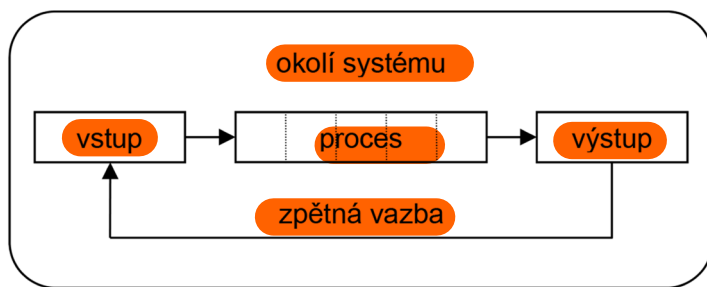 okolí systému
vstup
proces
výstup
zpětná vazba